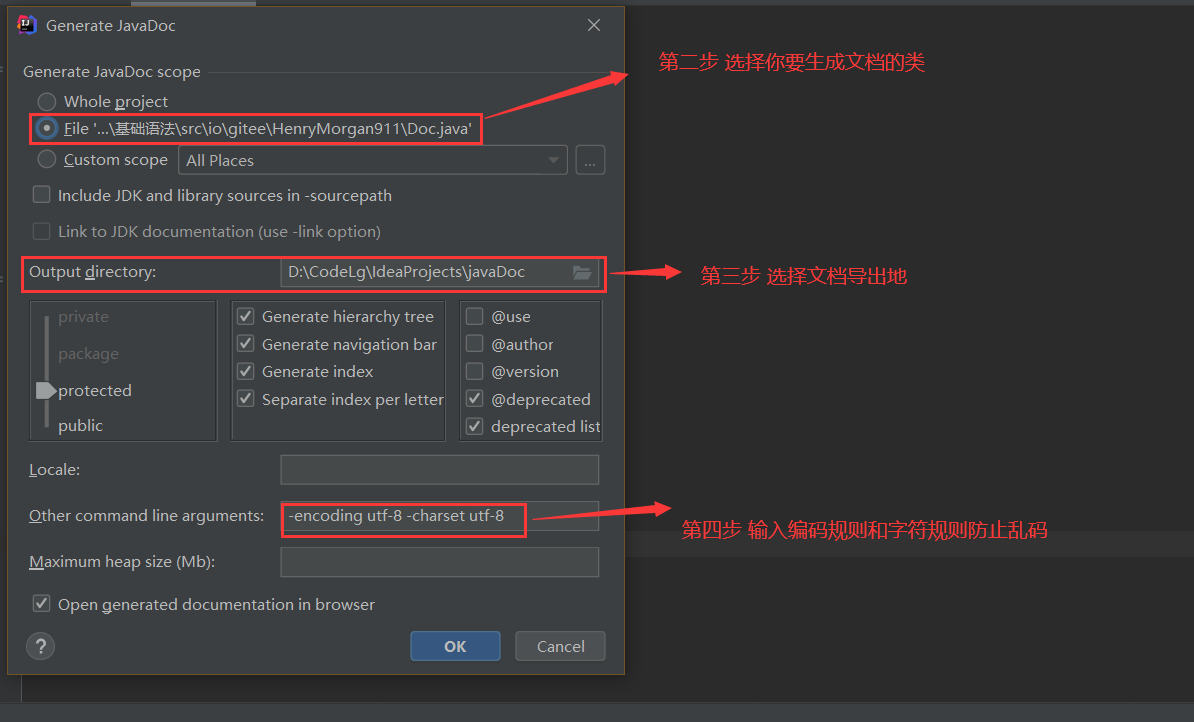 Generate JavaDoc
Generate JavaDoc scope
第二步 选择你要生成文档的类
Whole project
File '...\基础语法\src\io\gitee\HenryMorgan911\Doc.java'
Custom scope All Places ...
Include JDK and library sources in -sourcepath
Link to JDK documentation (use -link option)
Output directory: D:\CodeLg\IdeaProjects\javaDoc
第三步 选择文档导出地
private
package
protected
public
Generate hierarchy tree
Generate navigation bar
Generate index
Separate index per letter
@use
@author
@version
@deprecated
deprecated list
Locale:
Other command line arguments: -encoding utf-8 -charset utf-8
第四步 输入编码规则和字符规则防止乱码
Maximum heap size (Mb):
Open generated documentation in browser
? OK Cancel